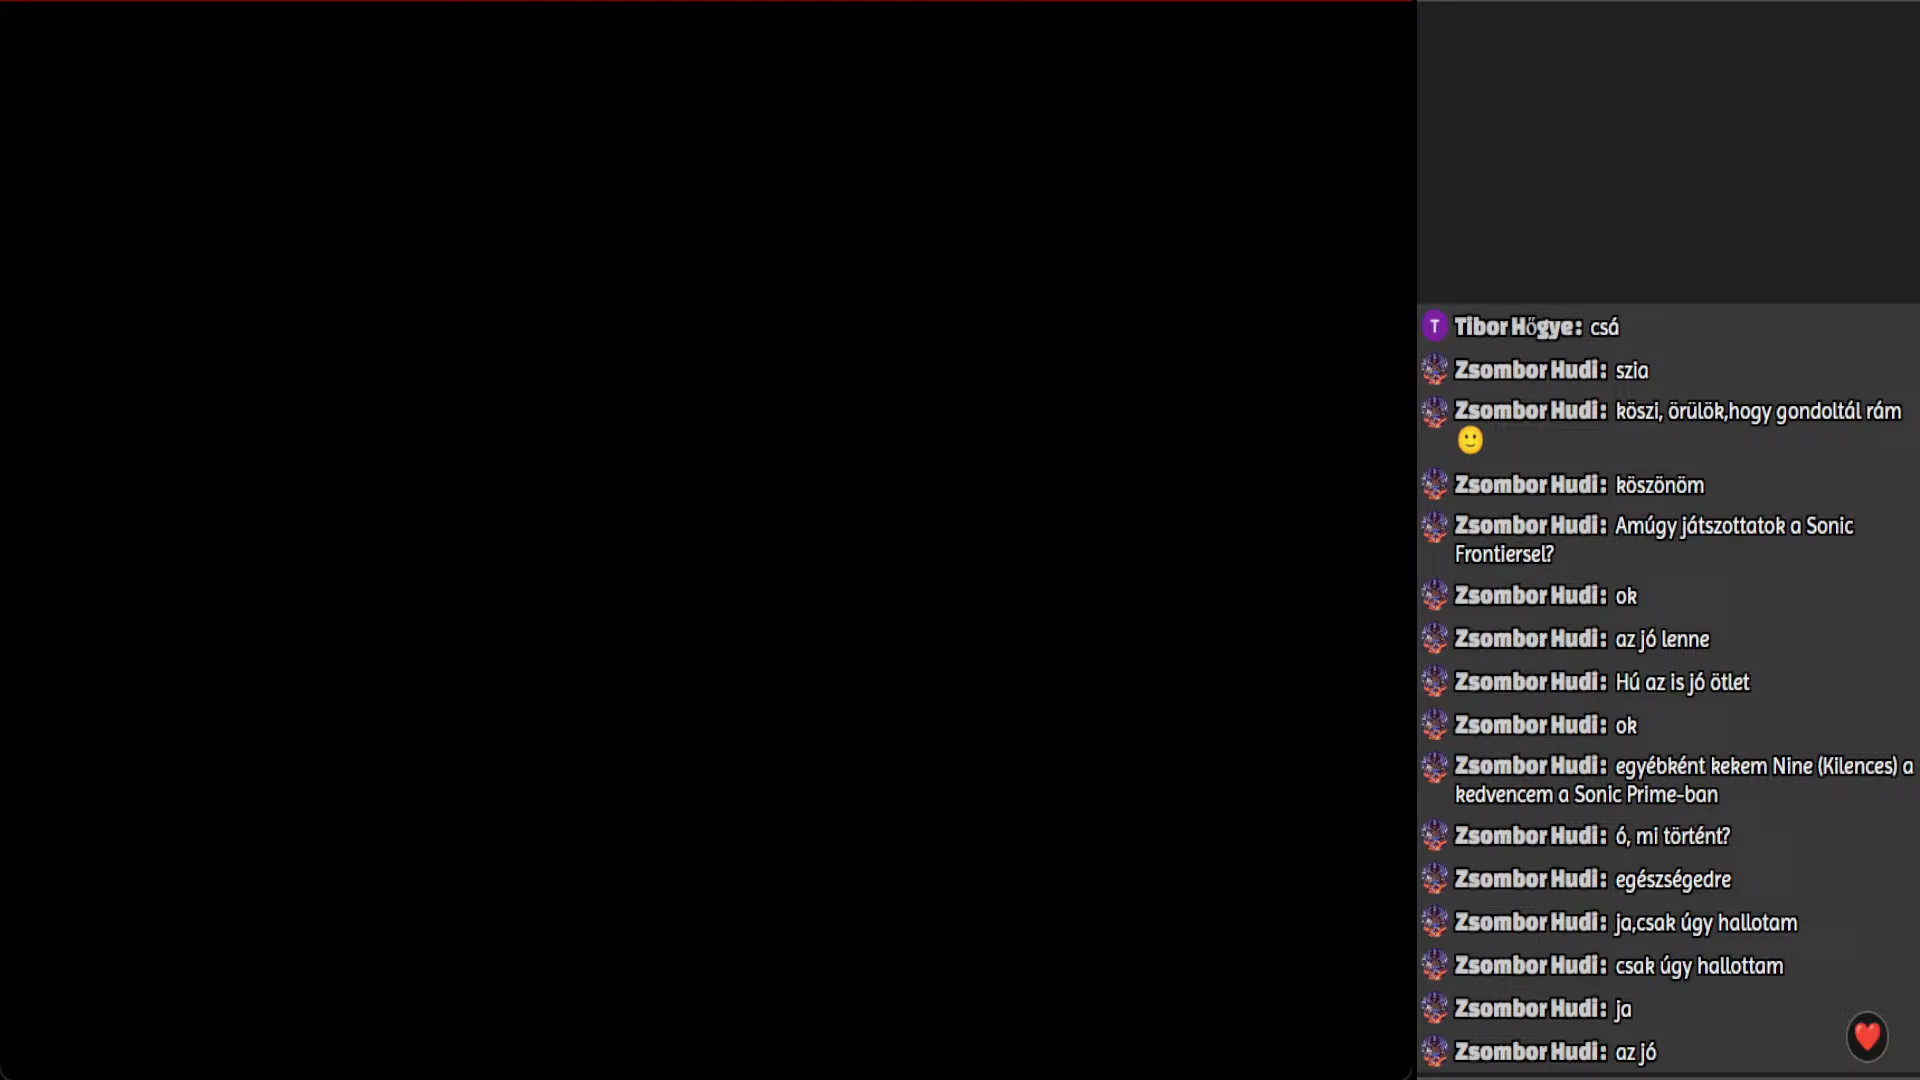 T Tibor Hőgye: csá
Zsombor Hudi: szia
Zsombor Hudi: köszi, örülök,hogy gondoltál rám
🙂
Zsombor Hudi: köszönöm
Zsombor Hudi: Amúgy játszottatok a Sonic
Frontiersel?
Zsombor Hudi: ok
Zsombor Hudi: az jó lenne
Zsombor Hudi: Hú az is jó ötlet
Zsombor Hudi: ok
Zsombor Hudi: egyébként kekem Nine (Kilences) a
kedvencem a Sonic Prime-ban
Zsombor Hudi: ó, mi történt?
Zsombor Hudi: egészségedre
Zsombor Hudi: ja,csak úgy hallotam
Zsombor Hudi: csak úgy hallottam
Zsombor Hudi: ja
Zsombor Hudi: az jó